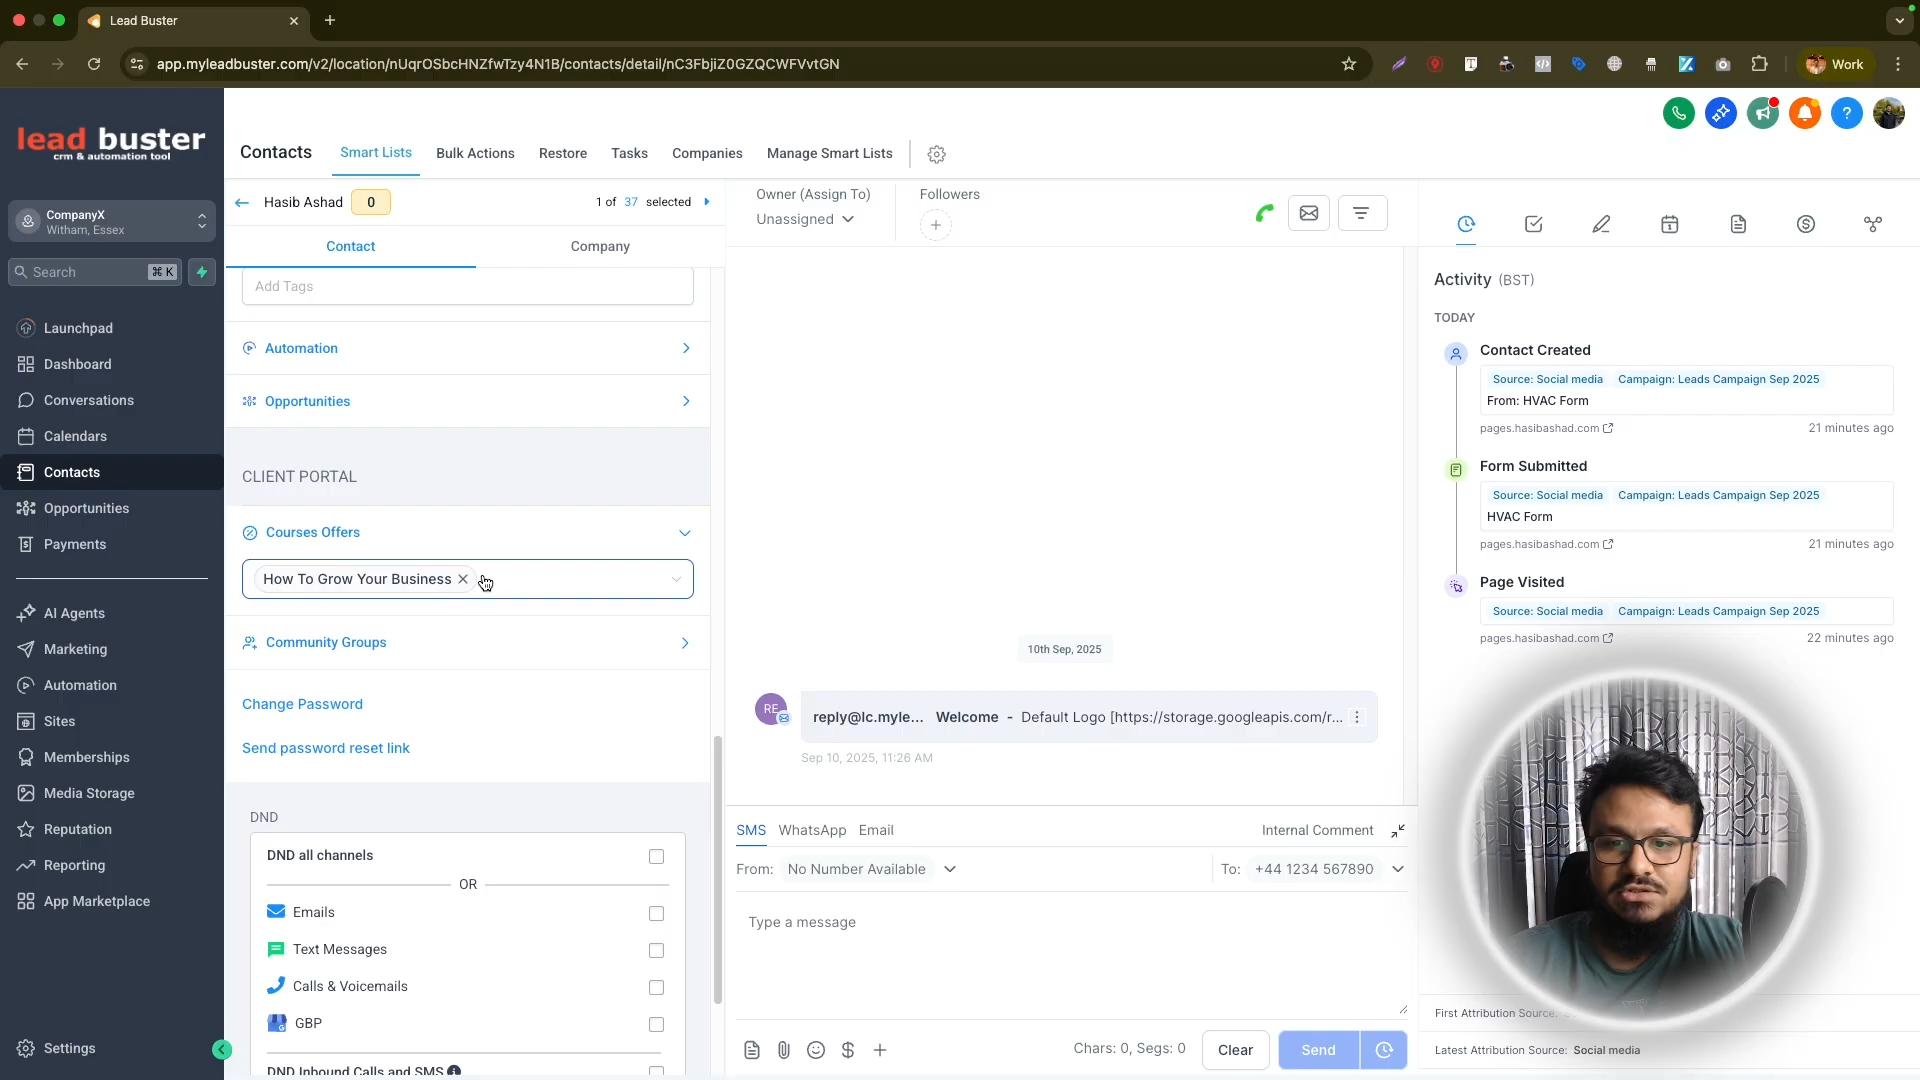 Lead Buster
app.myleadbuster.com/v2/location/nUqrOSbcHNZfwTzy4N1B/contacts/detail/nC3FbjiZ0GZQCWFVvtGN
Work
lead buster
crm & automation tool
CompanyX
Witham, Essex
Search
⌘ K
Launchpad
Dashboard
Conversations
Calendars
Contacts
Opportunities
Payments
AI Agents
Marketing
Automation
Sites
Memberships
Media Storage
Reputation
Reporting
App Marketplace
Settings
Contacts
Smart Lists
Bulk Actions
Restore
Tasks
Companies
Manage Smart Lists
Hasib Ashad
0
1 of 37 selected
Contact
Company
Add Tags
Automation
Opportunities
CLIENT PORTAL
Courses Offers
How To Grow Your Business
Community Groups
Change Password
Send password reset link
DND
DND all channels
OR
Emails
Text Messages
Calls & Voicemails
GBP
DND Inbound Calls and SMS
Owner (Assign To)
Unassigned
Followers
10th Sep, 2025
RE
reply@lc.myle... Welcome - Default Logo [https://storage.googleapis.com/r...
Sep 10, 2025, 11:26 AM
SMS
WhatsApp
Email
Internal Comment
From: No Number Available
To: +44 1234 567890
Type a message
Chars: 0, Segs: 0
Clear
Send
Activity (BST)
TODAY
Contact Created
Source: Social media Campaign: Leads Campaign Sep 2025
From: HVAC Form
pages.hasibashad.com
21 minutes ago
Form Submitted
Source: Social media Campaign: Leads Campaign Sep 2025
HVAC Form
pages.hasibashad.com
21 minutes ago
Page Visited
Source: Social media Campaign: Leads Campaign Sep 2025
pages.hasibashad.com
22 minutes ago
First Attribution Source:
Latest Attribution Source: Social media